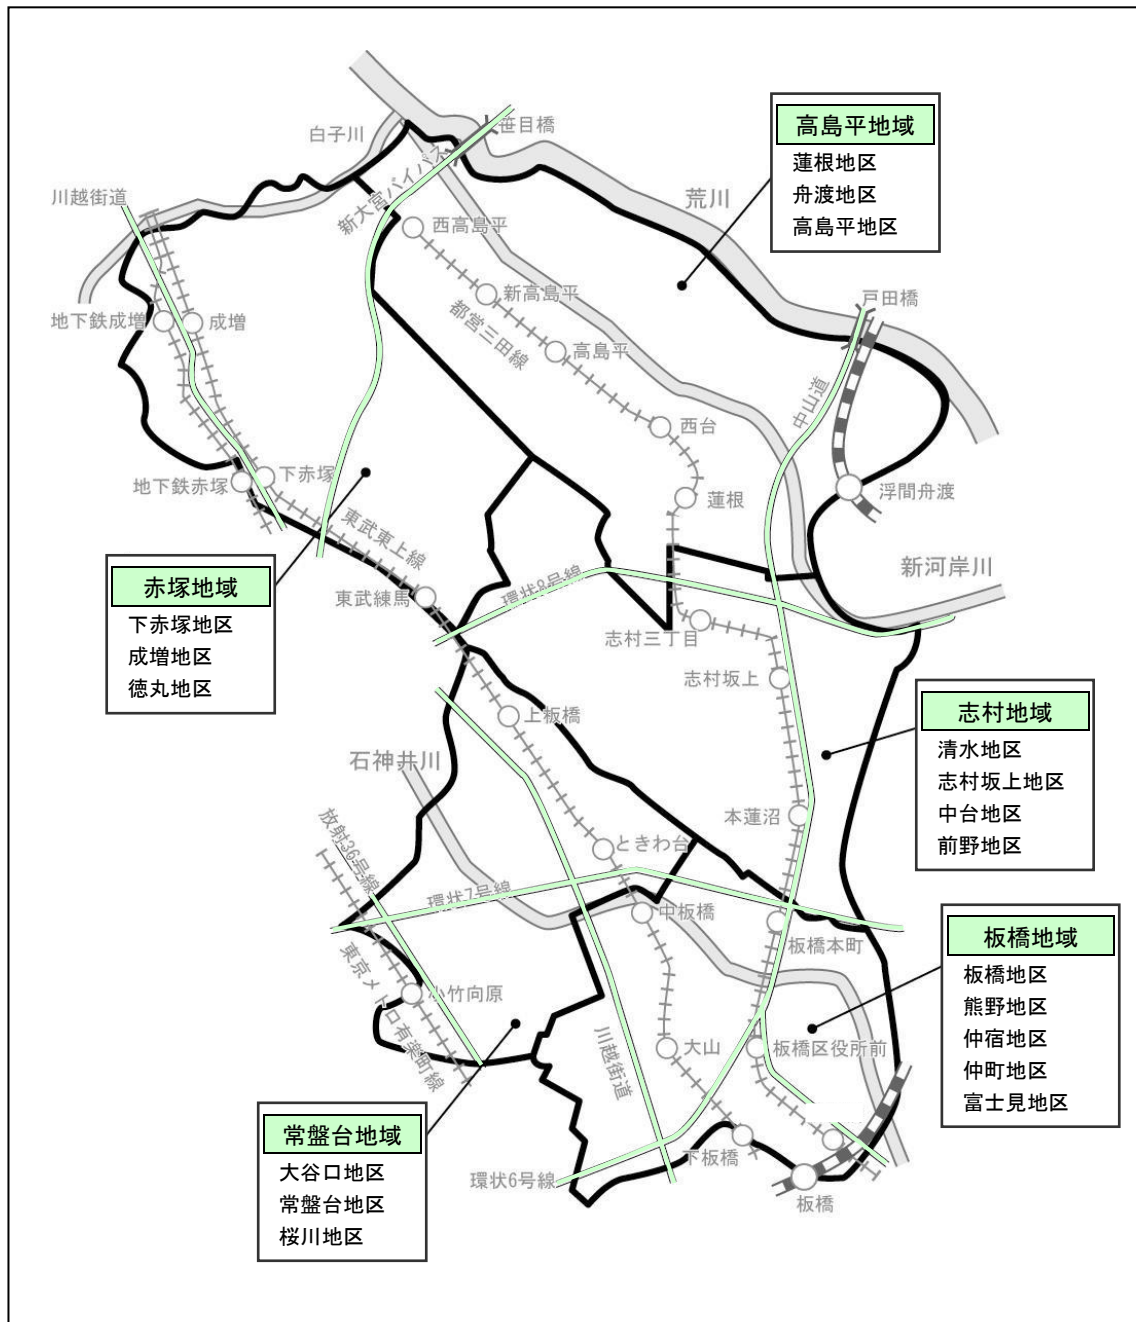 白子川
笹目橋
川越街道
新大宮バイパス
西高島平
荒川
高島平地域
蓮根地区
舟渡地区
高島平地区
新高島平
戸田橋
地下鉄成増
成増
都営三田線
高島平
中山道
西台
下赤塚
地下鉄赤塚
蓮根
浮間舟渡
東武東上線
新河岸川
赤塚地域
下赤塚地区
成増地区
徳丸地区
東武練馬
環状8号線
志村三丁目
志村坂上
志村地域
清水地区
志村坂上地区
中台地区
前野地区
上板橋
石神井川
放射36号線
本蓮沼
ときわ台
環状7号線
中板橋
板橋本町
板橋地域
板橋地区
熊野地区
仲宿地区
仲町地区
富士見地区
東京メトロ有楽町線
小竹向原
川越街道
大山
板橋区役所前
常盤台地域
大谷口地区
常盤台地区
桜川地区
環状6号線
下板橋
板橋